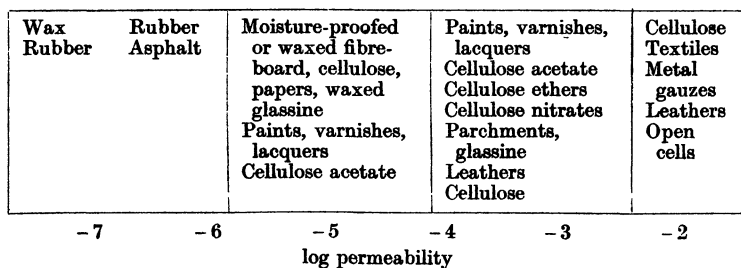 Wax Rubber
Rubber Asphalt
Moisture-proofed
or waxed fibre-
board, cellulose,
papers, waxed
glassine
Paints, varnishes,
lacquers
Cellulose acetate
Paints, varnishes,
lacquers
Cellulose acetate
Cellulose ethers
Cellulose nitrates
Parchments,
glassine
Leathers
Cellulose
Cellulose
Textiles
Metal
gauzes
Leathers
Open
cells
−7 −6 −5 −4 −3 −2
log permeability